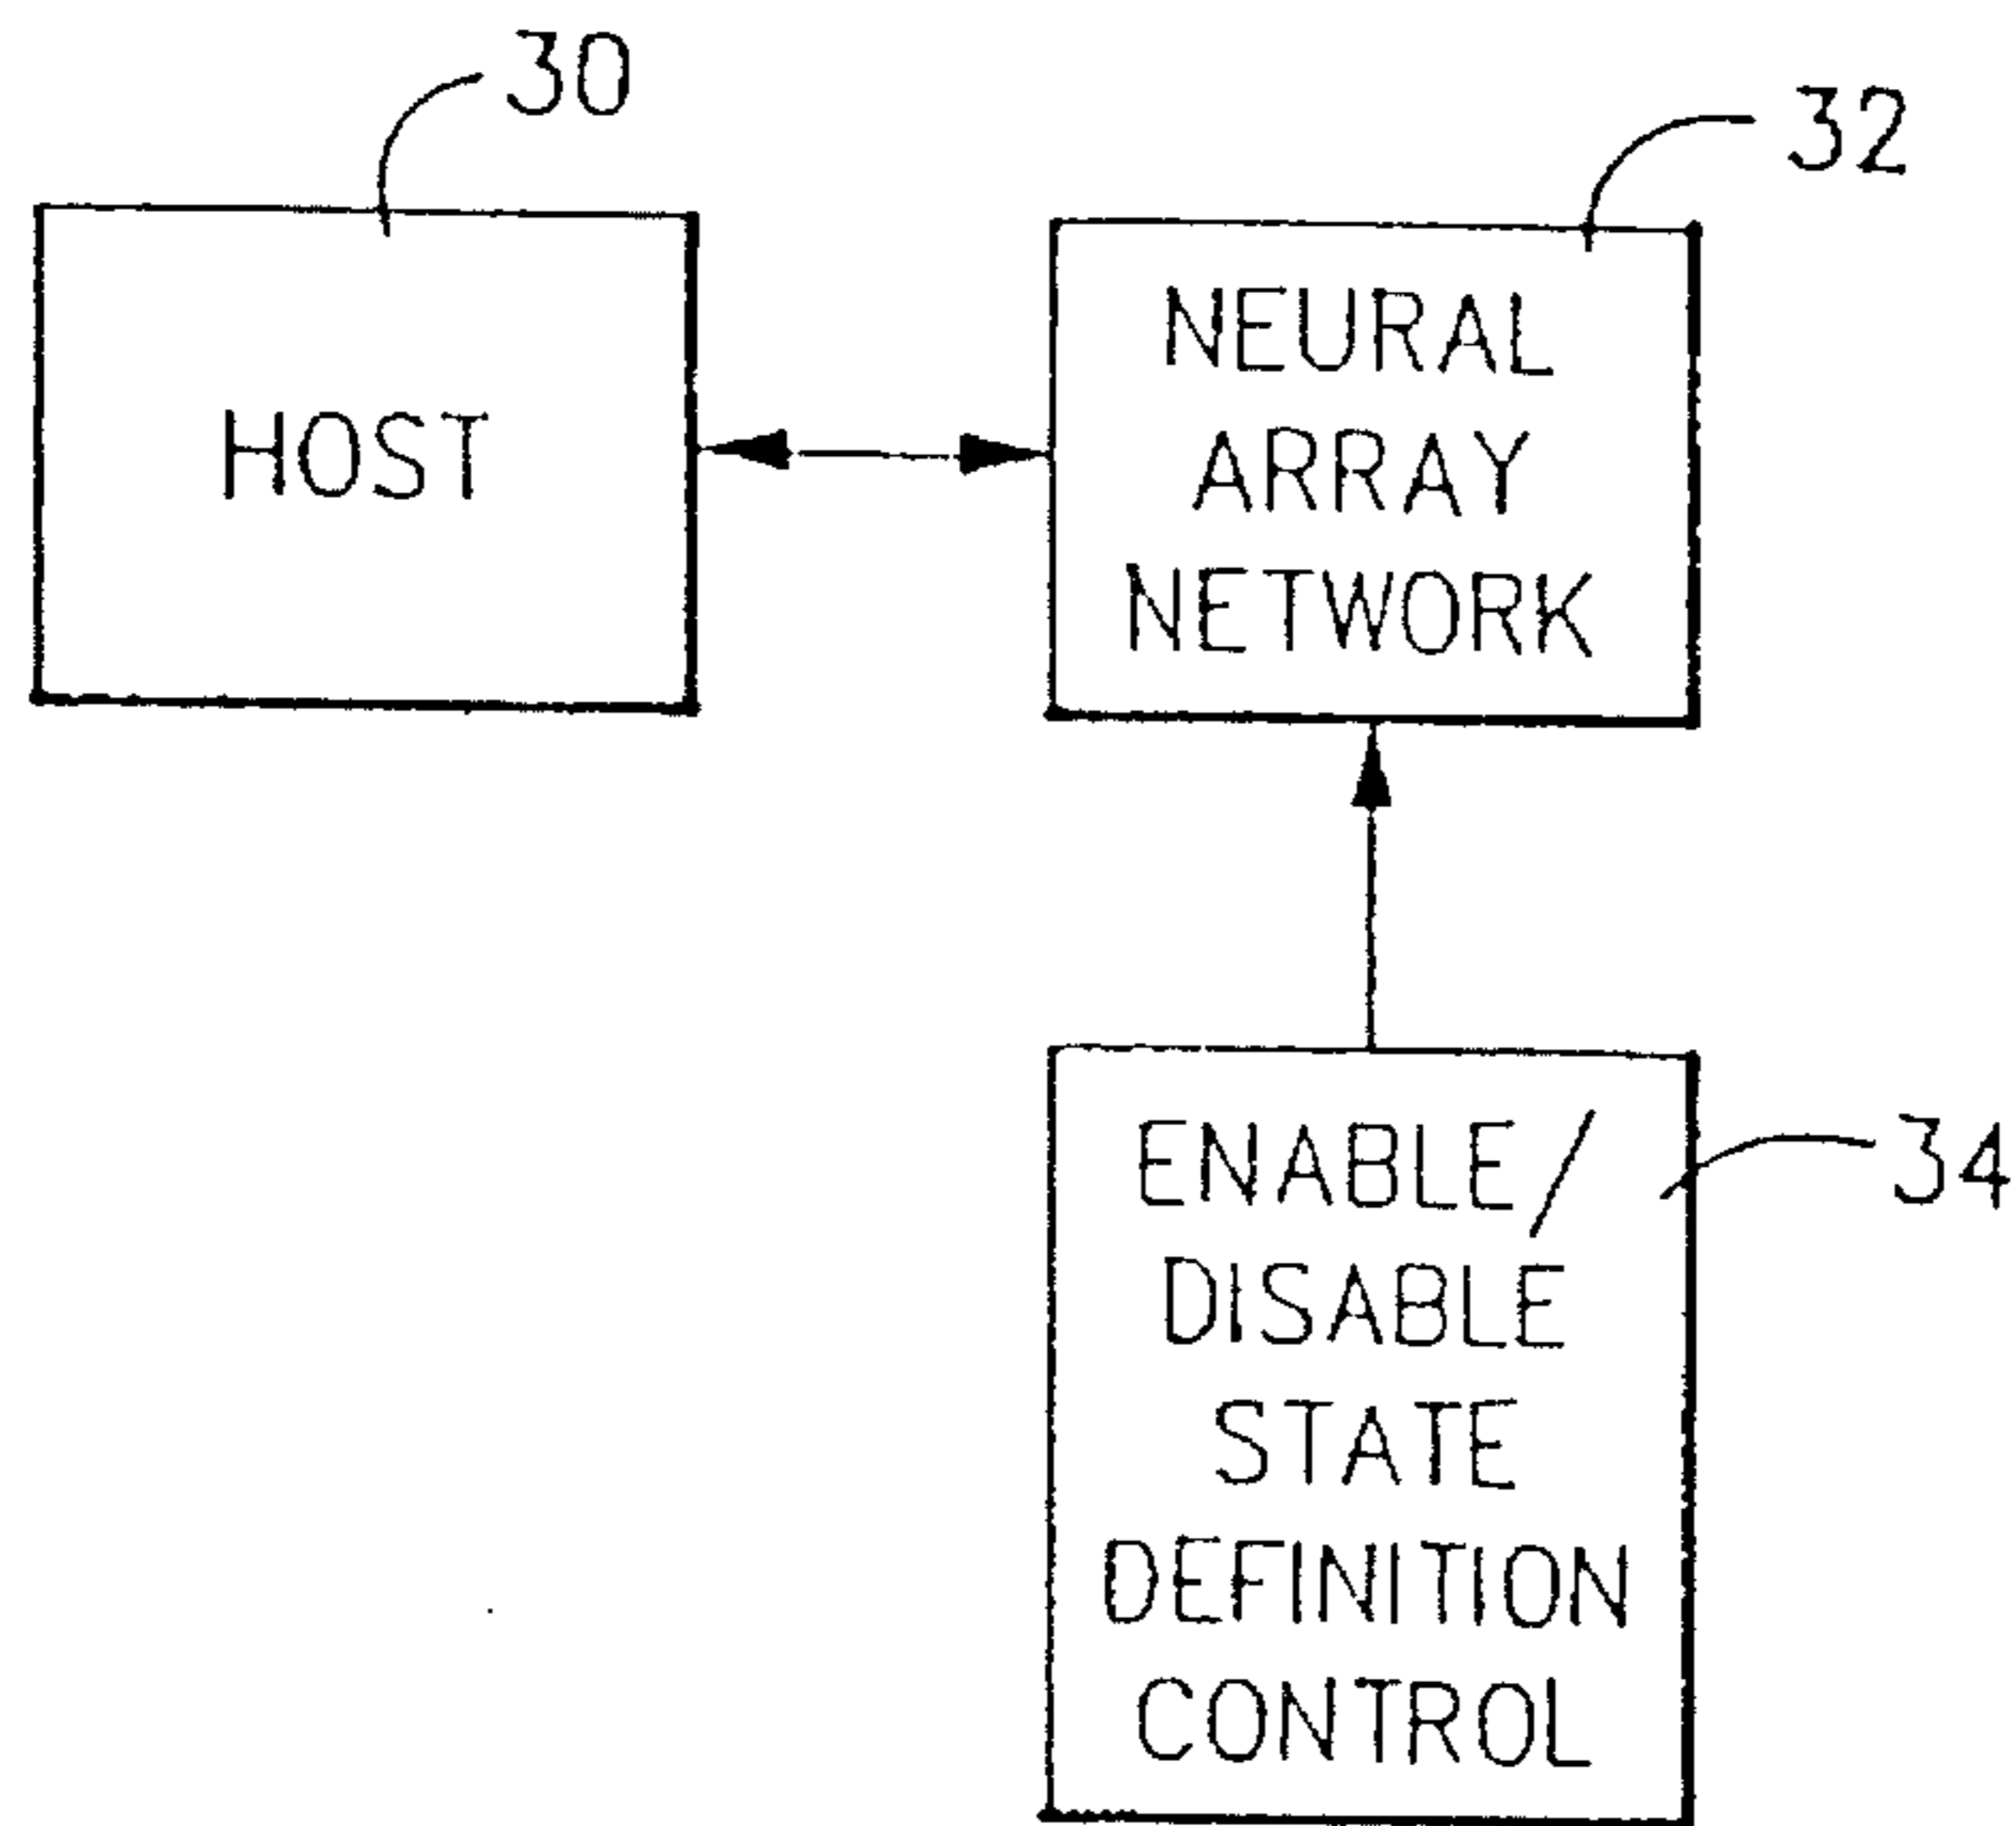 30
32
HOST
NEURAL
ARRAY
NETWORK
34
ENABLE/
DISABLE
STATE
DEFINITION
CONTROL